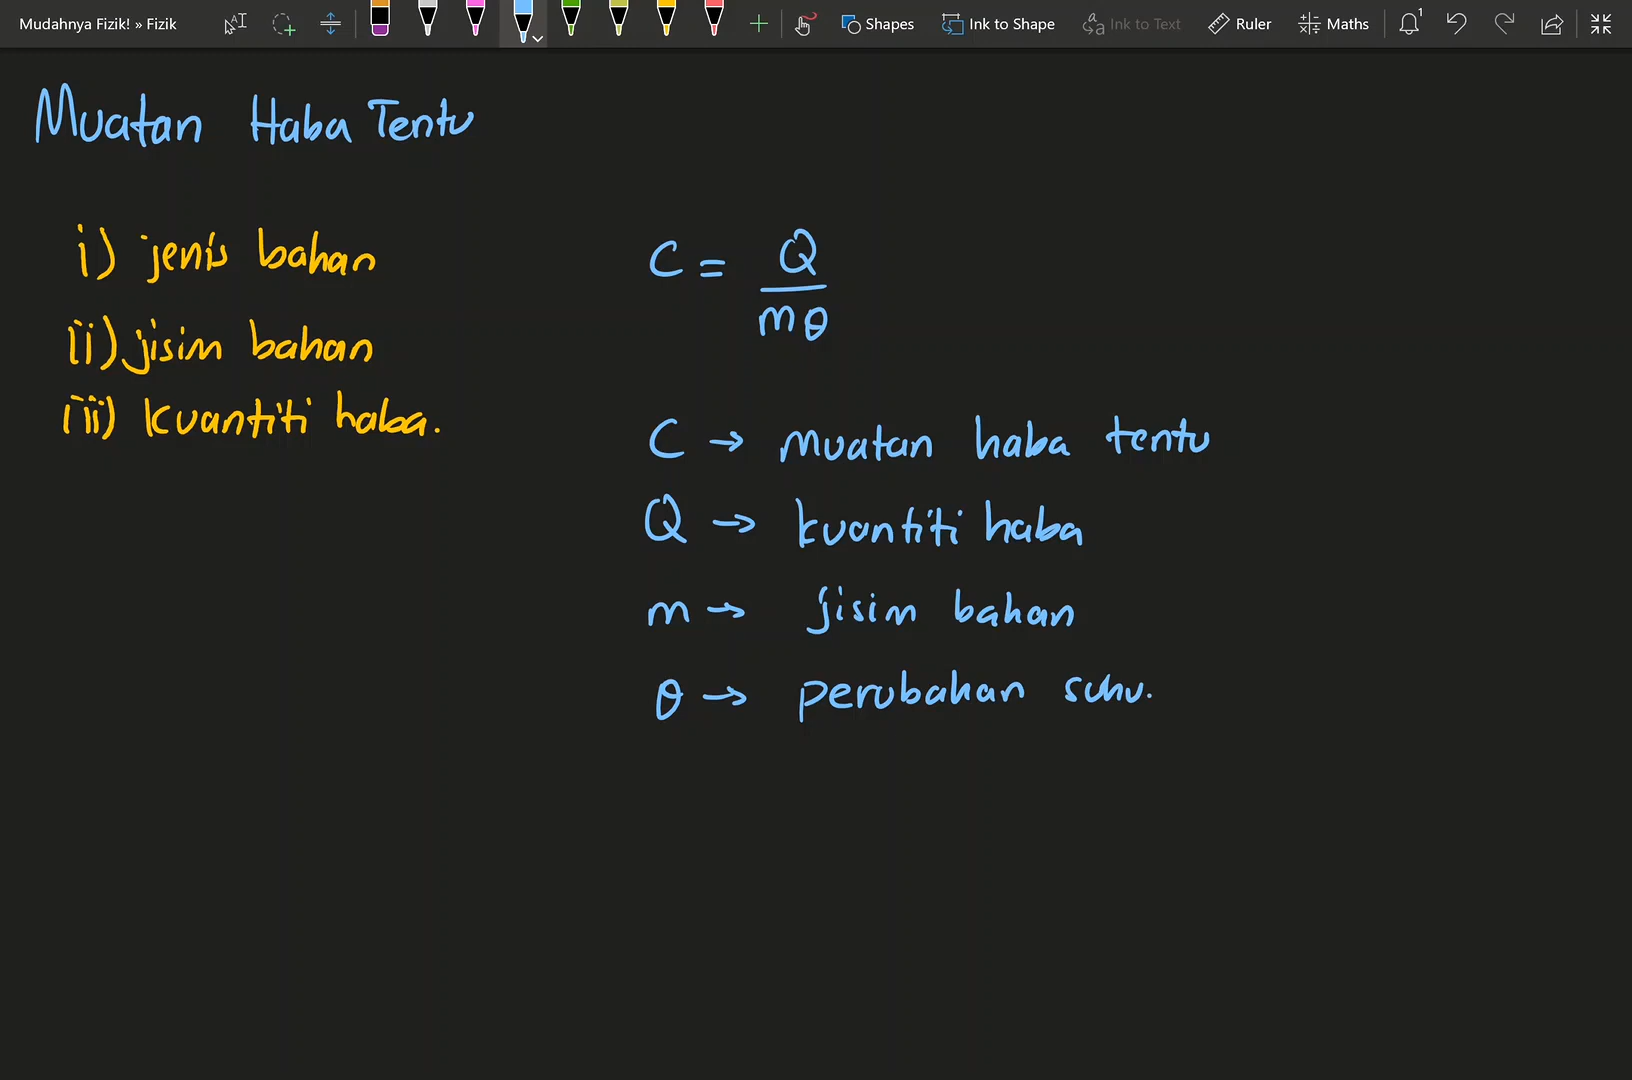 Mudahnya Fizik! » Fizik
Shapes
Ink to Shape
Ink to Text
Ruler
Maths
1
Muatan Haba Tentu
i) jenis bahan
ii) jisim bahan
iii) kuantiti haba.
C = Q
mθ
C → muatan haba tentu
Q → kuantiti haba
m → jisim bahan
θ → perubahan suhu.